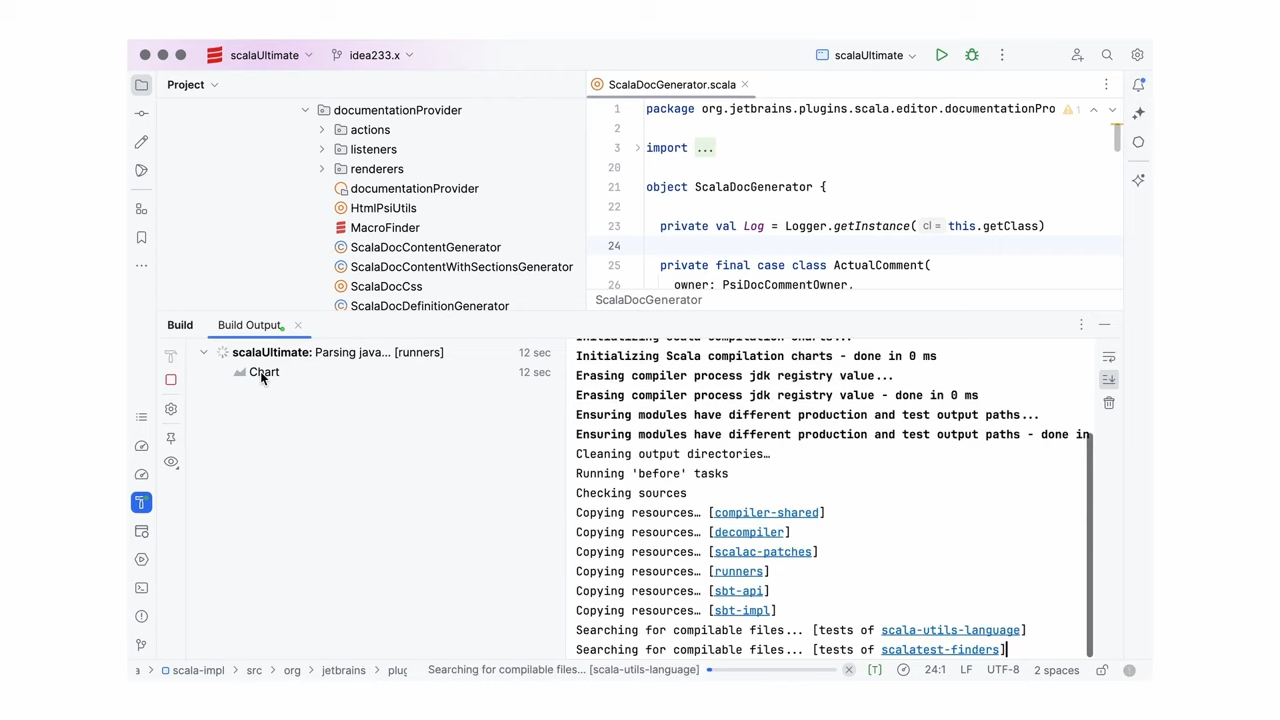 scalaUltimate
idea233.x
scalaUltimate
Project
documentationProvider
actions
listeners
renderers
documentationProvider
HtmlPsiUtils
MacroFinder
ScalaDocContentGenerator
ScalaDocContentWithSectionsGenerator
ScalaDocCss
ScalaDocDefinitionGenerator
ScalaDocGenerator.scala
1 package org.jetbrains.plugins.scala.editor.documentationPro 1
2
3 import ...
20
21 object ScalaDocGenerator {
22
23 private val Log = Logger.getInstance( cl = this.getClass)
24
25 private final case class ActualComment(
26 owner: PsiDocCommentOwner,
ScalaDocGenerator
Build
Build Output
scalaUltimate: Parsing java... [runners] 12 sec
Chart 12 sec
Initializing Scala compilation charts...
Initializing Scala compilation charts - done in 0 ms
Erasing compiler process jdk registry value...
Erasing compiler process jdk registry value - done in 0 ms
Ensuring modules have different production and test output paths...
Ensuring modules have different production and test output paths - done in
Cleaning output directories…
Running 'before' tasks
Checking sources
Copying resources… [compiler-shared]
Copying resources… [decompiler]
Copying resources… [scalac-patches]
Copying resources… [runners]
Copying resources… [sbt-api]
Copying resources… [sbt-impl]
Searching for compilable files... [tests of scala-utils-language]
Searching for compilable files... [tests of scalatest-finders]
a
scala-impl
src
org
jetbrains
plug
Searching for compilable files... [scala-utils-language]
[T]
24:1
LF
UTF-8
2 spaces